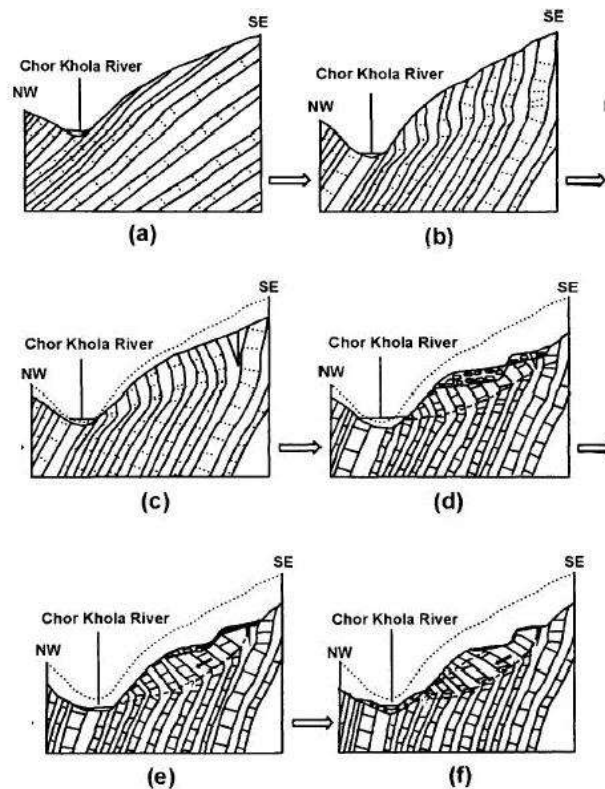 SE
Chor Khola River
NW
(a)
SE
Chor Khola River
NW
(b)
SE
Chor Khola River
NW
(c)
SE
Chor Khola River
NW
(d)
SE
Chor Khola River
NW
(e)
SE
Chor Khola River
NW
(f)